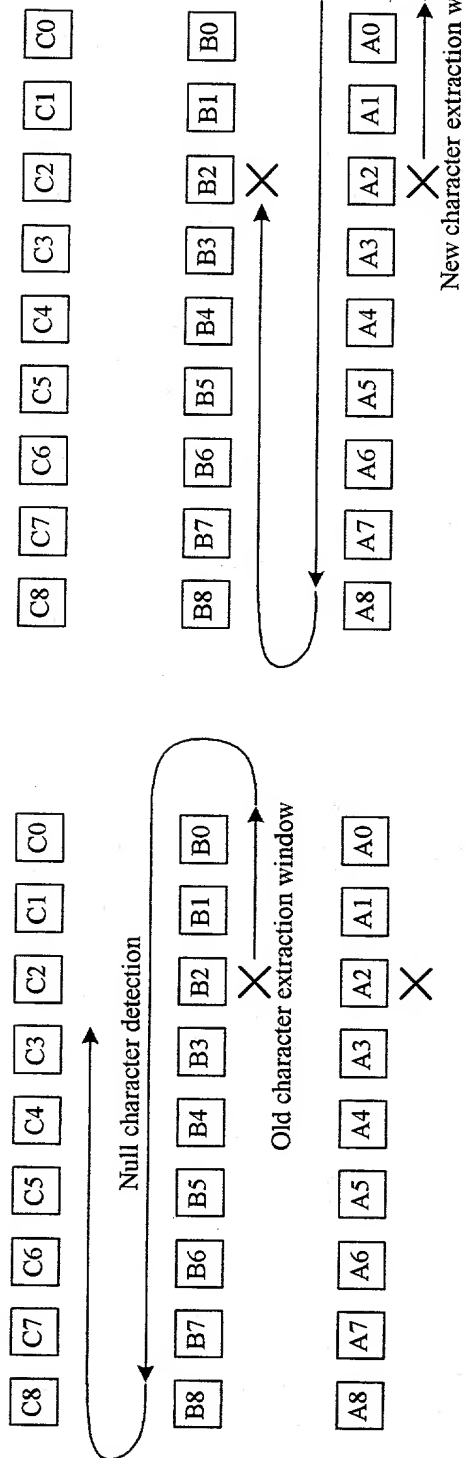 C8 C7 C6 C5 C4 C3 C2 C1 C0
Null character detection
B8 B7 B6 B5 B4 B3 B2 B1 B0
Old character extraction window
A8 A7 A6 A5 A4 A3 A2 A1 A0
C8 C7 C6 C5 C4 C3 C2 C1 C0
B8 B7 B6 B5 B4 B3 B2 B1 B0
A8 A7 A6 A5 A4 A3 A2 A1 A0
New character extraction w